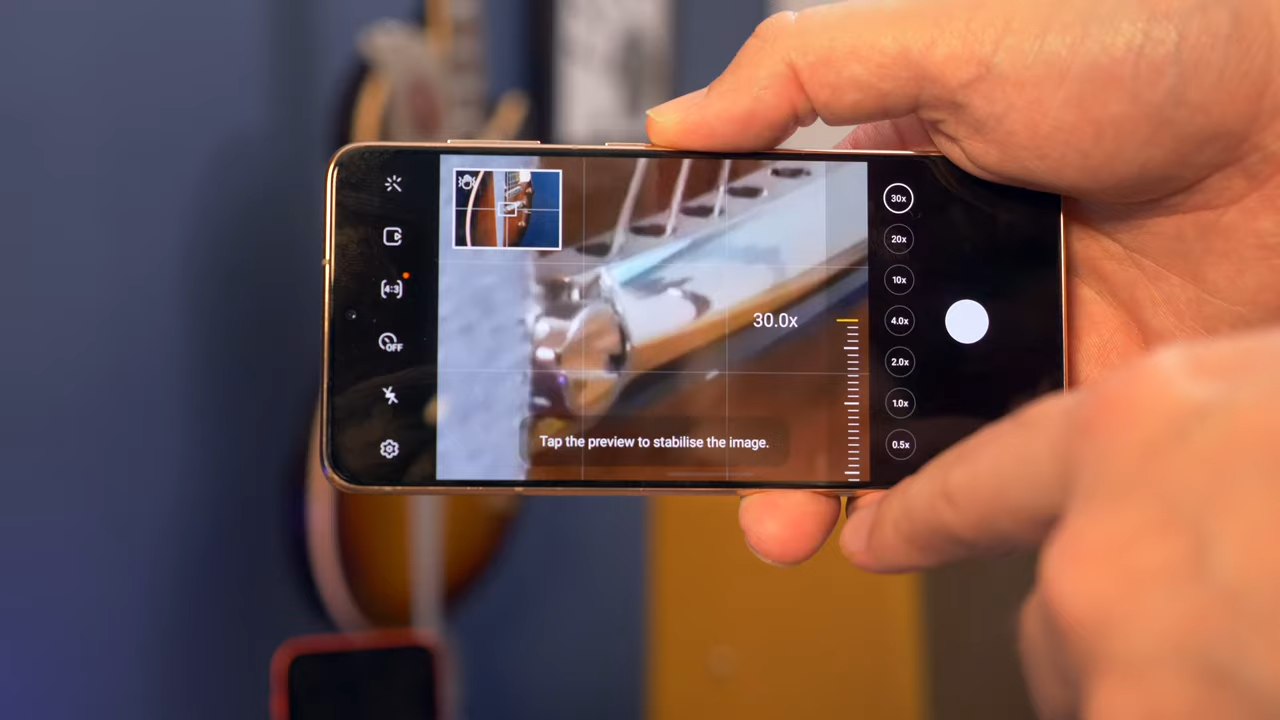 4:3
OFF
30.0x
Tap the preview to stabilise the image.
30x
20x
10x
4.0x
2.0x
1.0x
0.5x